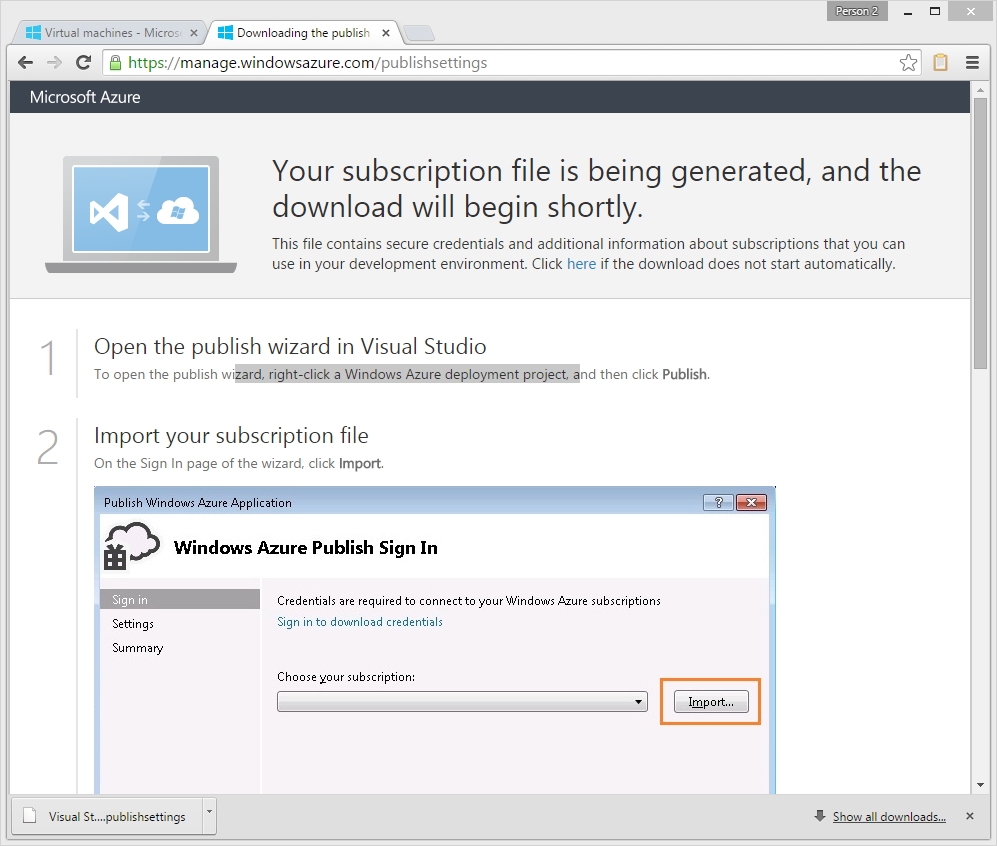 Person 2
Virtual machines - Micros
Downloading the publish
https://manage.windowsazure.com/publishsettings
Microsoft Azure
Your subscription file is being generated, and the
download will begin shortly.
This file contains secure credentials and additional information about subscriptions that you can
use in your development environment. Click here if the download does not start automatically.
1
Open the publish wizard in Visual Studio
To open the publish wizard, right-click a Windows Azure deployment project, and then click Publish.
2
Import your subscription file
On the Sign In page of the wizard, click Import.
Publish Windows Azure Application
?
Windows Azure Publish Sign In
Sign in
Settings
Summary
Credentials are required to connect to your Windows Azure subscriptions
Sign in to download credentials
Choose your subscription:
Import...
Visual St....publishsettings
Show all downloads...